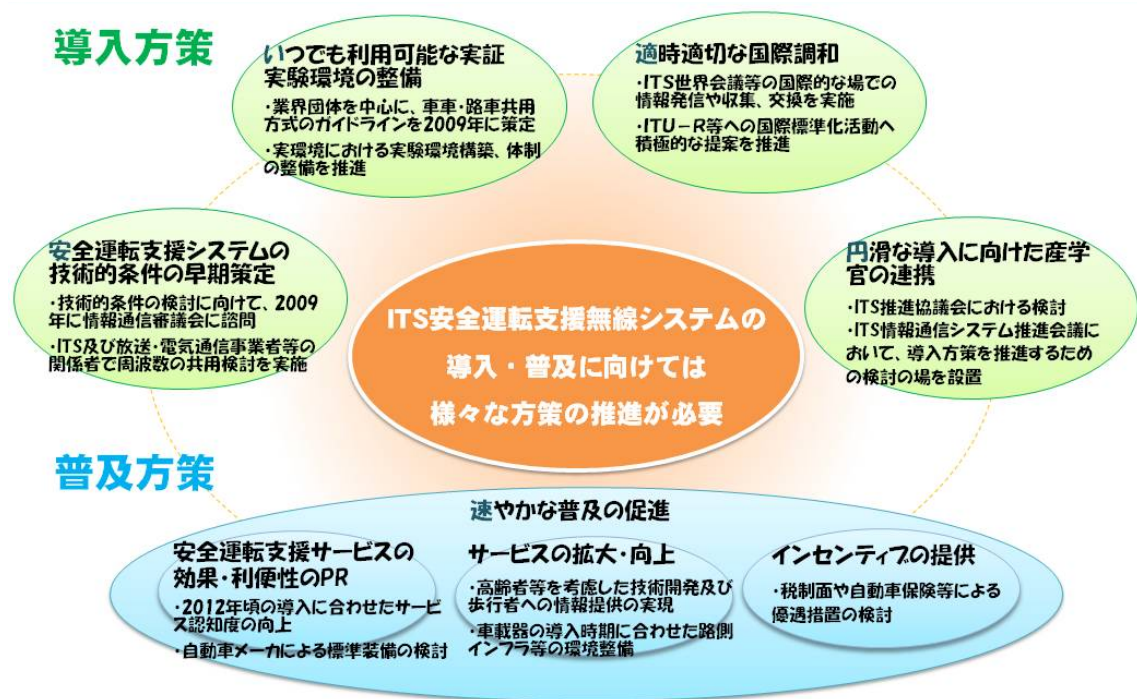 導入方策
いつでも利用可能な実証
実験環境の整備
・業界団体を中心に、車車・路車共用
方式のガイドラインを2009年に策定
・実環境における実験環境構築、体制
の整備を推進
適時適切な国際調和
・ITS世界会議等の国際的な場での
情報発信や収集、交換を実施
・ITU-R等への国際標準化活動へ
積極的な提案を推進
安全運転支援システムの
技術的条件の早期策定
・技術的条件の検討に向けて、2009
年に情報通信審議会に諮問
・ITS及び放送・電気通信事業者等の
関係者で周波数の共用検討を実施
円滑な導入に向けた産学
官の連携
・ITS推進協議会における検討
・ITS情報通信システム推進会議に
おいて、導入方策を推進するため
の検討の場を設置
ITS安全運転支援無線システムの
導入・普及に向けては
様々な方策の推進が必要
普及方策
速やかな普及の促進
安全運転支援サービスの
効果・利便性のPR
・2012年頃の導入に合わせたサービ
ス認知度の向上
・自動車メーカによる標準装備の検討
サービスの拡大・向上
・高齢者等を考慮した技術開発及び
歩行者への情報提供の実現
・車載器の導入時期に合わせた路側
インフラ等の環境整備
インセンティブの提供
・税制面や自動車保険等による
優遇措置の検討